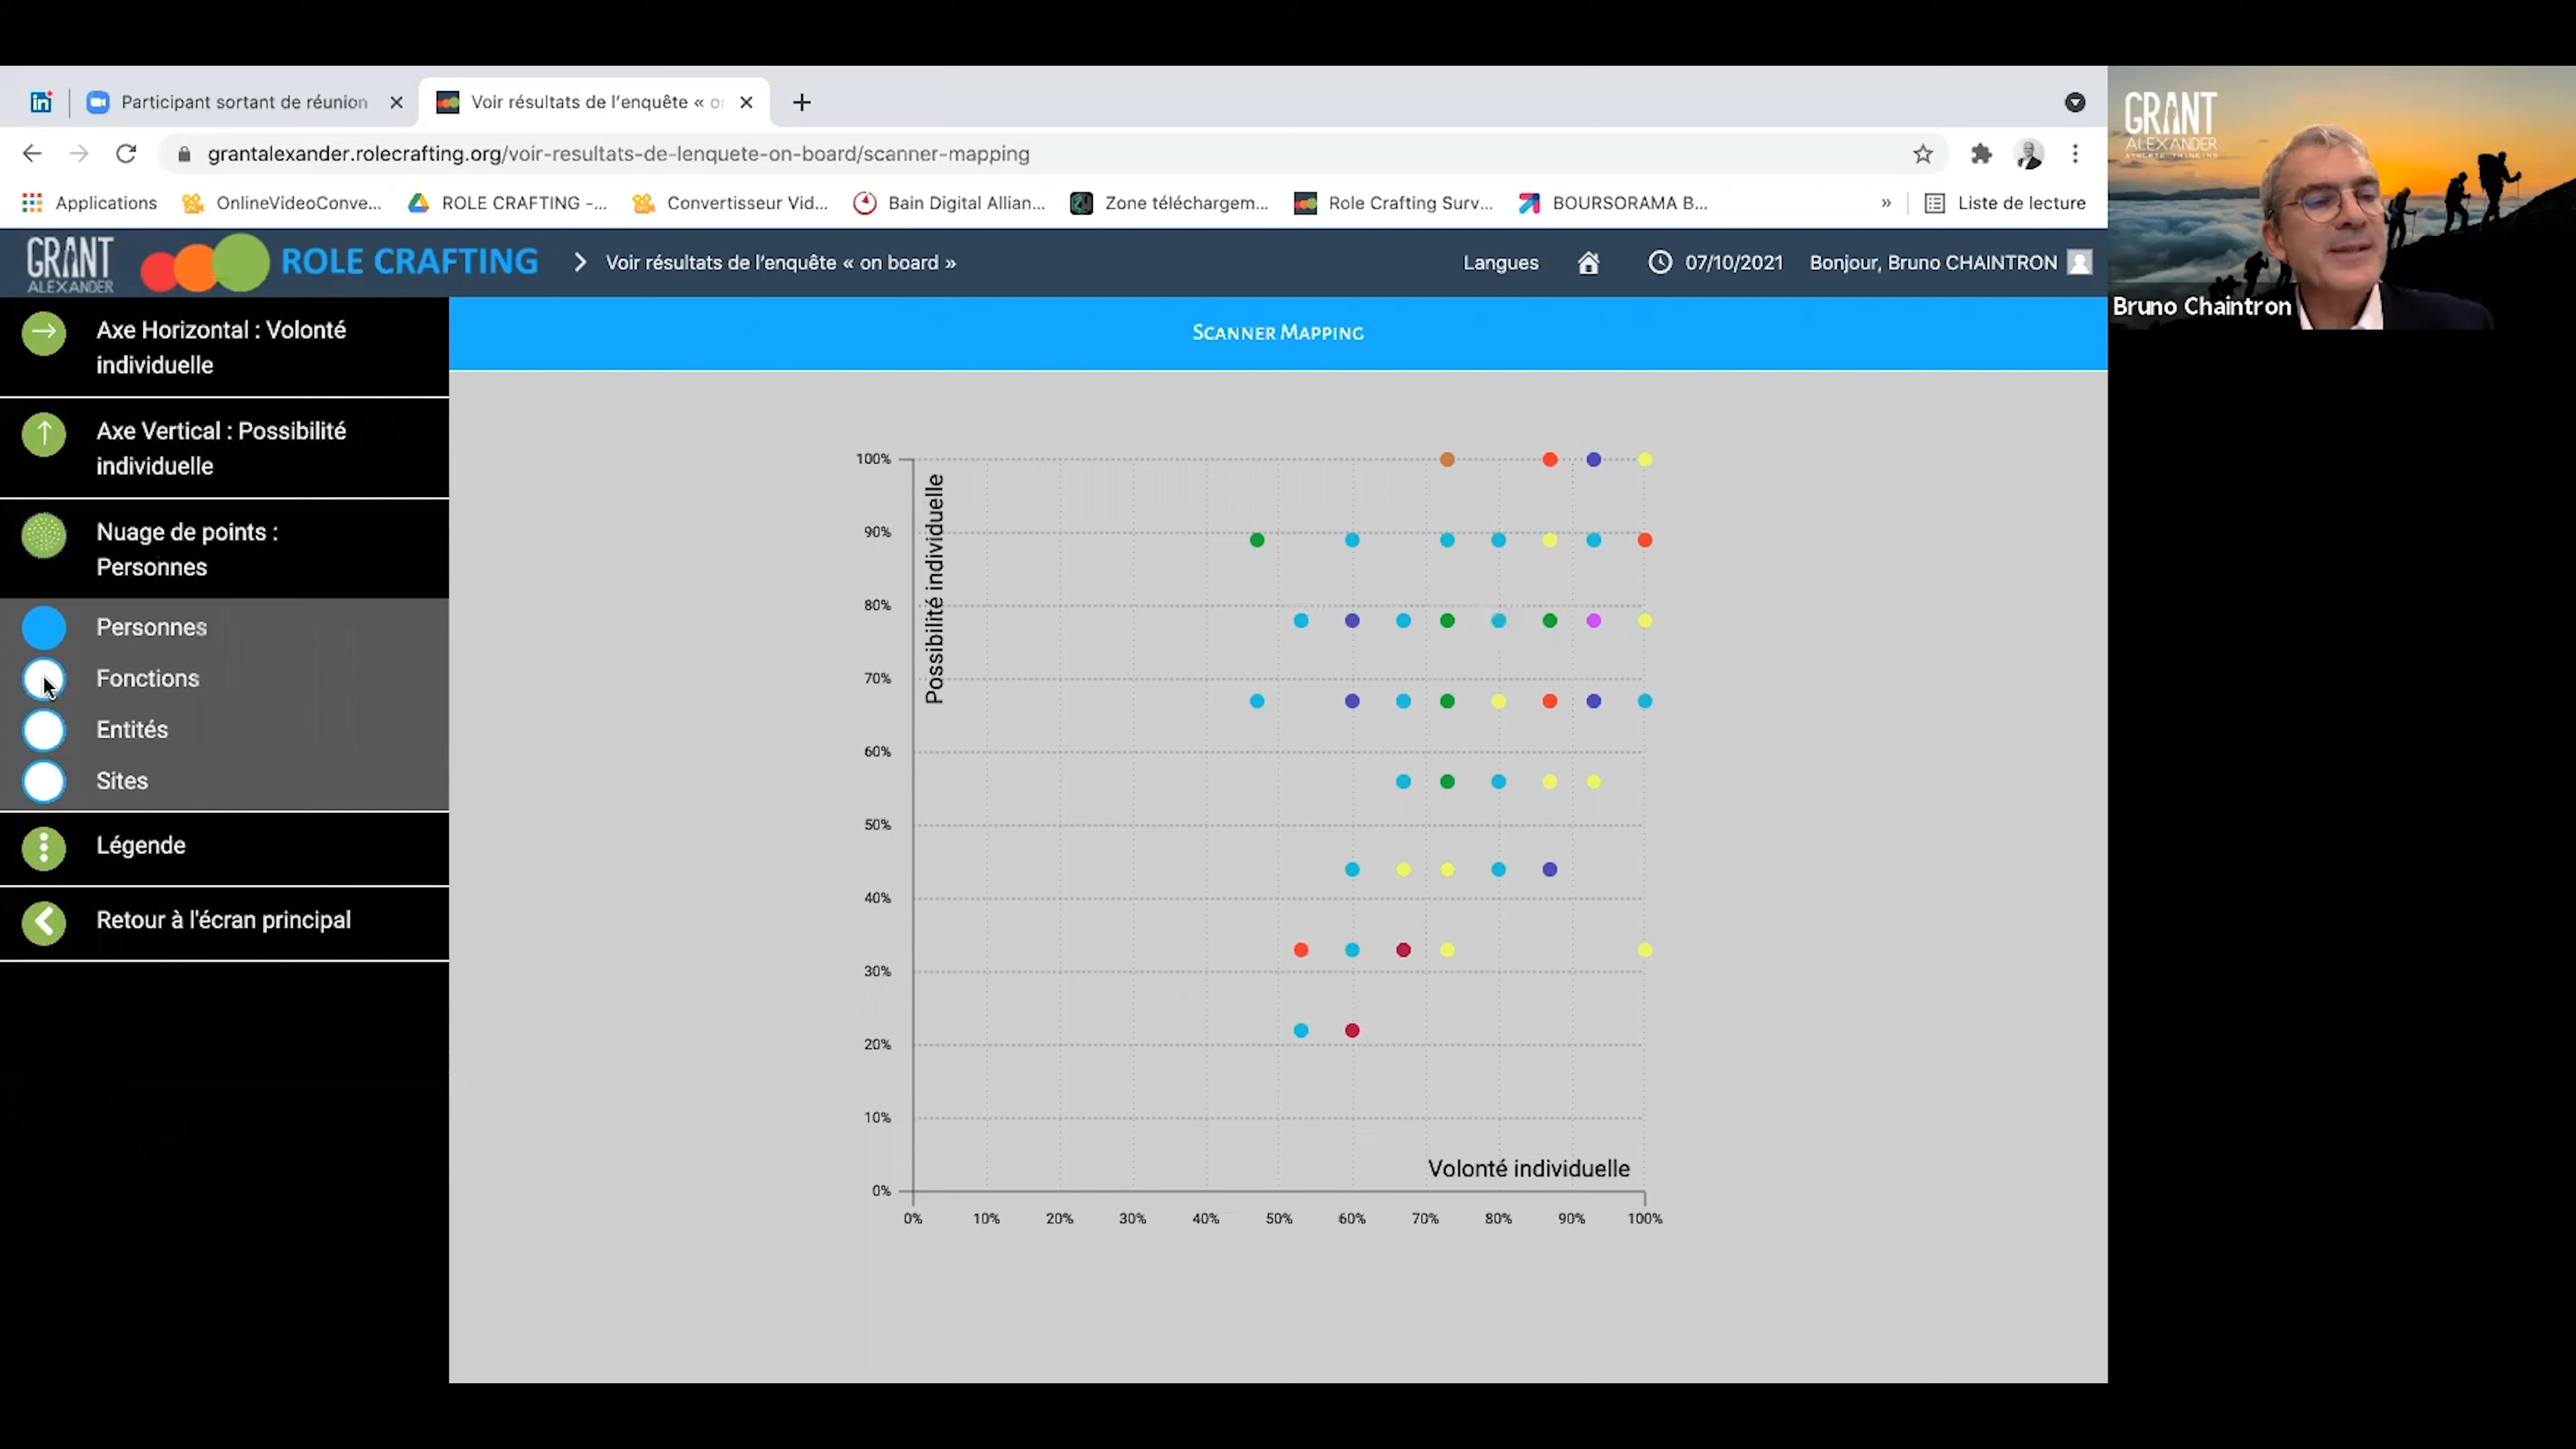 Participant sortant de réunion
Voir résultats de l'enquête « or
grantalexander.rolecrafting.org/voir-resultats-de-lenquete-on-board/scanner-mapping
Applications
OnlineVideoConve...
ROLE CRAFTING -...
Convertisseur Vid...
Bain Digital Allian...
Zone téléchargem...
Role Crafting Surv...
BOURSORAMA B...
»
Liste de lecture
GRANT
ALEXANDER
ROLE CRAFTING
Voir résultats de l'enquête « on board »
Langues
07/10/2021
Bonjour, Bruno CHAINTRON
GRANT
ALEXANDER
ATHLETE THINKING
Bruno Chaintron
Axe Horizontal : Volonté
individuelle
Axe Vertical : Possibilité
individuelle
Nuage de points :
Personnes
Personnes
Fonctions
Entités
Sites
Légende
Retour à l'écran principal
Scanner Mapping
100%
90%
80%
70%
60%
50%
40%
30%
20%
10%
0%
Possibilité individuelle
Volonté individuelle
0% 10% 20% 30% 40% 50% 60% 70% 80% 90% 100%